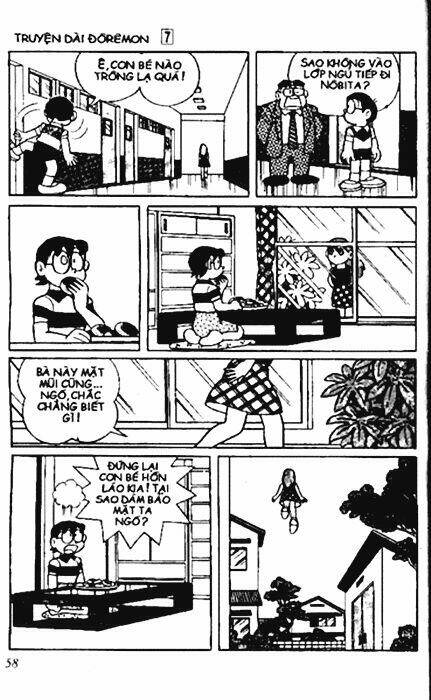 TRUYỆN DÀI ĐÔRÊMON 7
Ê, CON BÉ NÀO
TRÔNG LẠ QUÁ!
SAO KHÔNG VÀO
LỚP NGỦ TIẾP ĐI
NÔBITA?
BÀ NÀY MẶT
MŨI CŨNG...
NGỐ, CHẮC
CHẲNG BIẾT
GÌ!
ĐỨNG LẠI
CON BÉ HỖN
LÁO KIA! TẠI
SAO DÁM BẢO
MẶT TA
NGỐ?
58